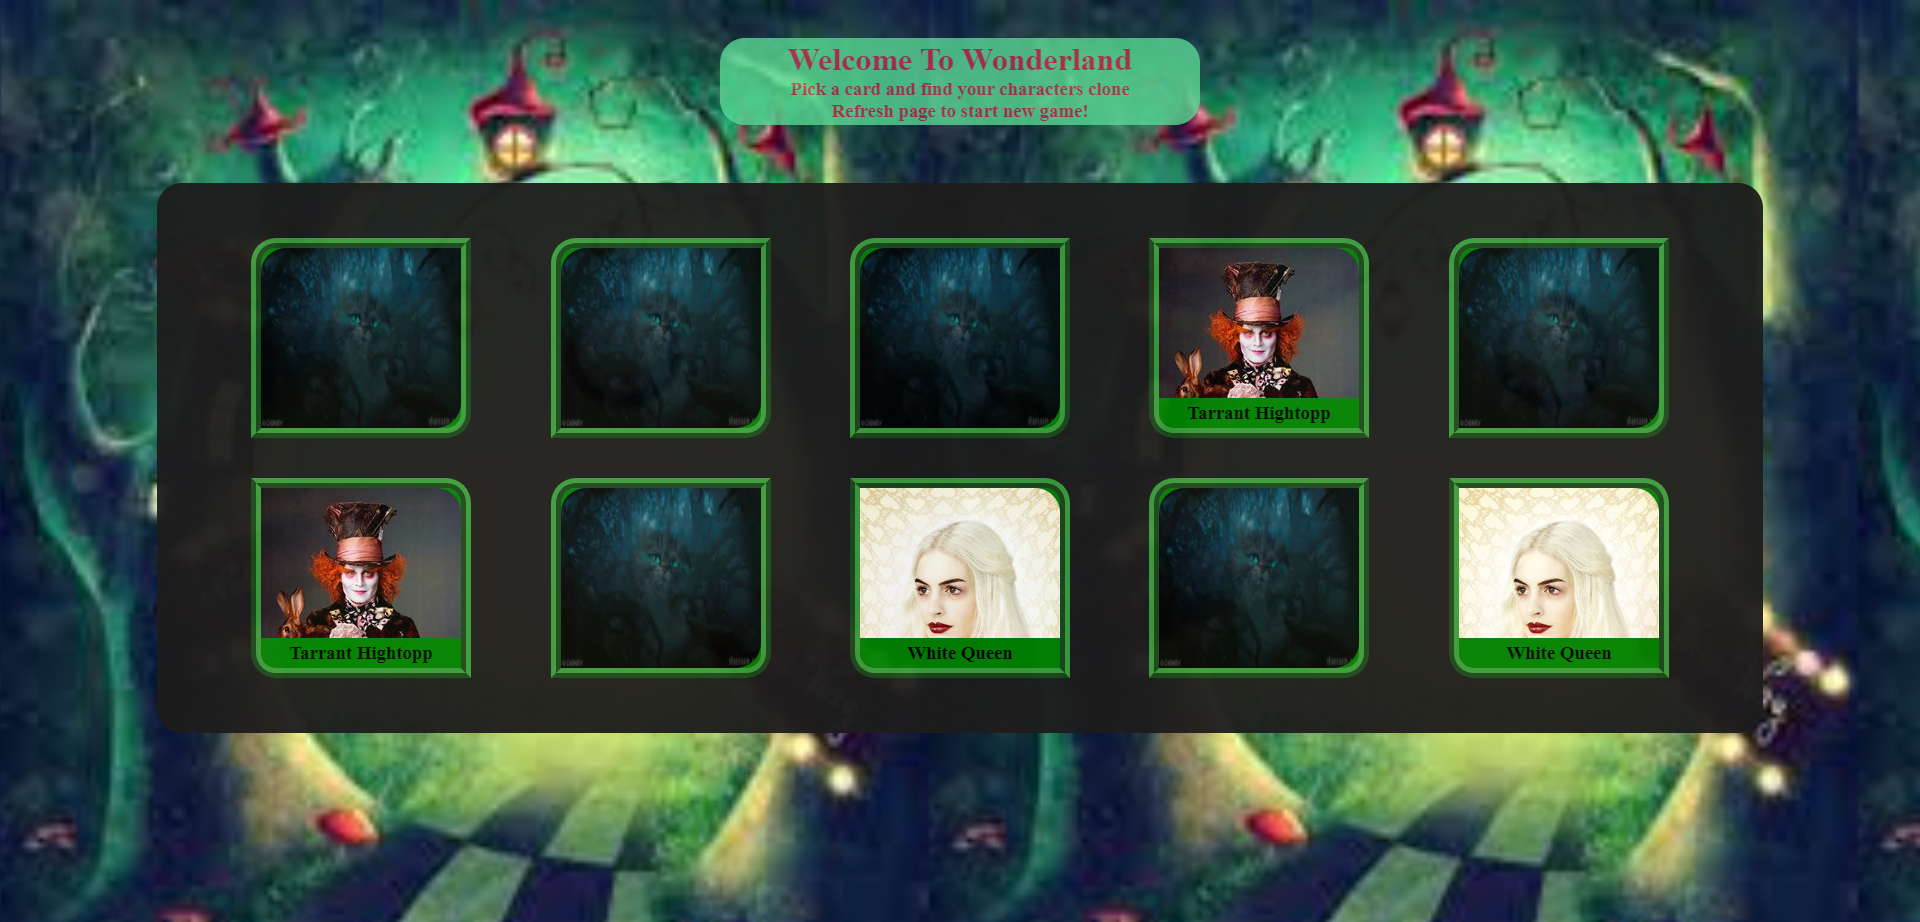 Welcome To Wonderland
Pick a card and find your characters clone
Refresh page to start new game!
Tarrant Hightopp
Tarrant Hightopp
White Queen
White Queen